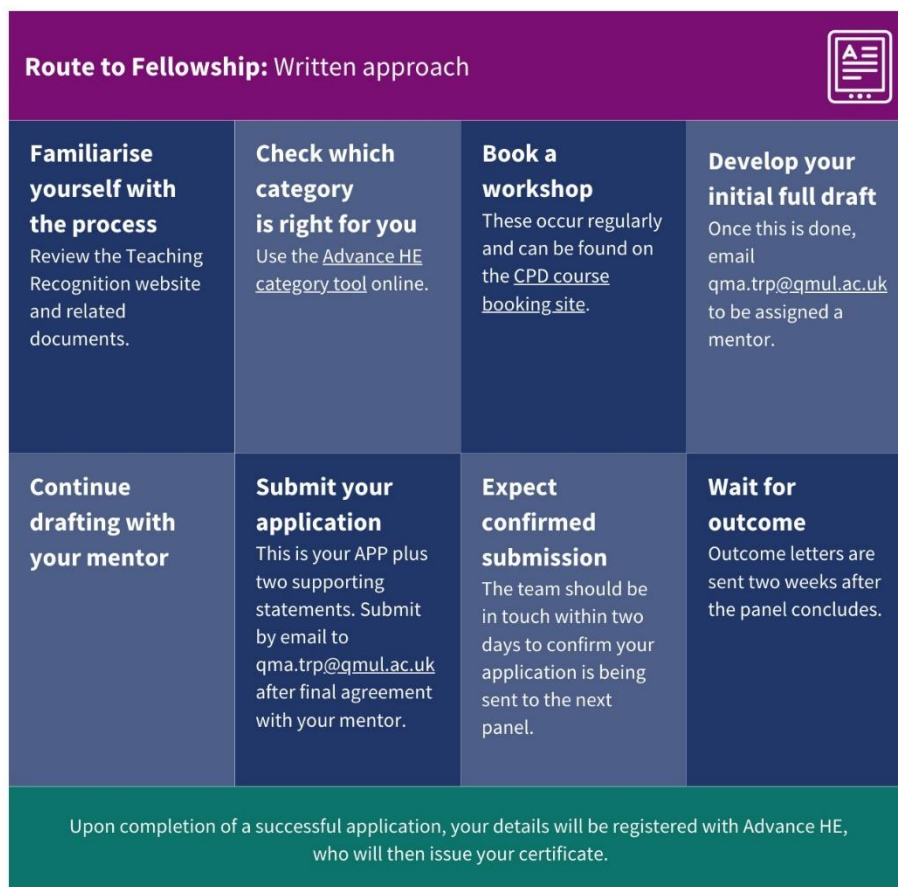 Route to Fellowship: Written approach
A
Familiarise
yourself with
the process
Review the Teaching
Recognition website
and related
documents.
Check which
category
is right for you
Use the Advance HE
category tool online.
Book a
workshop
These occur regularly
and can be found on
the CPD course
booking site.
Develop your
initial full draft
Once this is done,
email
qma.trp@qmul.ac.uk
to be assigned a
mentor.
Continue
drafting with
your mentor
Submit your
application
This is your APP plus
two supporting
statements. Submit
by email to
qma.trp@qmul.ac.uk
after final agreement
with your mentor.
Expect
confirmed
submission
The team should be
in touch within two
days to confirm your
application is being
sent to the next
panel.
Wait for
outcome
Outcome letters are
sent two weeks after
the panel concludes.
Upon completion of a successful application, your details will be registered with Advance HE,
who will then issue your certificate.